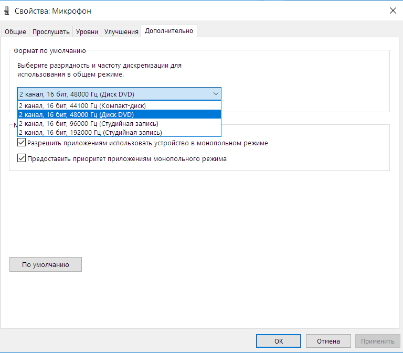 Свойства: Микрофон
Общие
Прослушать
Уровни
Улучшения
Дополнительно
Формат по умолчанию
Выберите разрядность и частоту дискретизации для
использования в общем режиме.
2 канал, 16 бит, 48000 Гц (Диск DVD)
2 канал, 16 бит, 44100 Гц (Компакт-диск)
2 канал, 16 бит, 48000 Гц (Диск DVD)
2 канал, 16 бит, 96000 Гц (Студийная запись)
2 канал, 16 бит, 192000 Гц (Студийная запись)
Разрешить приложениям использовать устройство в монопольном режиме
Предоставить приоритет приложениям монопольного режима
По умолчанию
ОК
Отмена
Применить